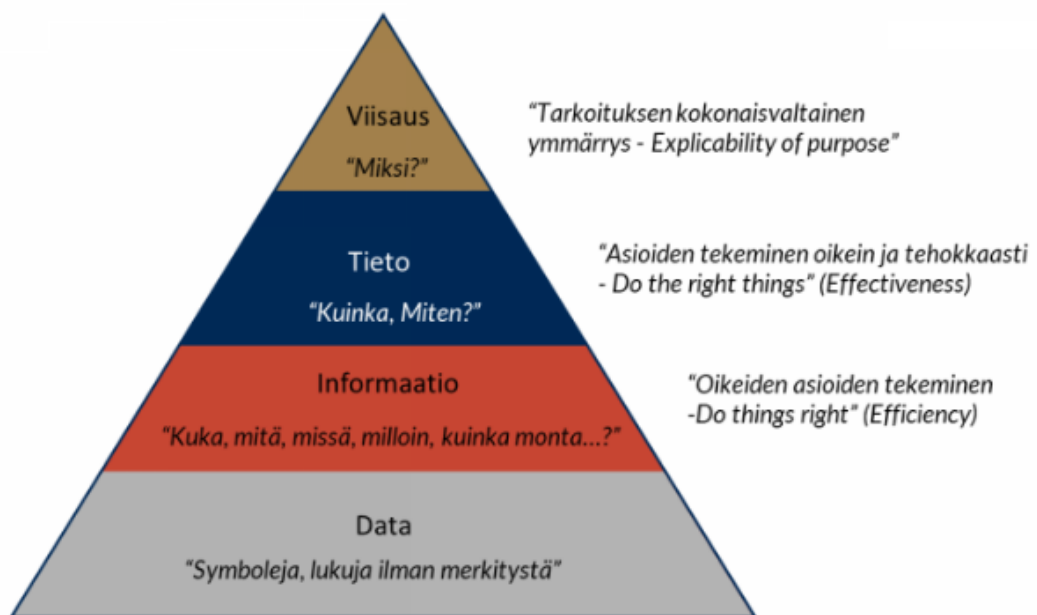 Viisaus
“Miksi?”
“Tarkoituksen kokonaisvaltainen
ymmärrys - Explicability of purpose”
Tieto
“Kuinka, Miten?”
“Asioiden tekeminen oikein ja tehokkaasti
- Do the right things” (Effectiveness)
Informaatio
“Kuka, mitä, missä, milloin, kuinka monta...?”
“Oikeiden asioiden tekeminen
-Do things right” (Efficiency)
Data
“Symboleja, lukuja ilman merkitystä”